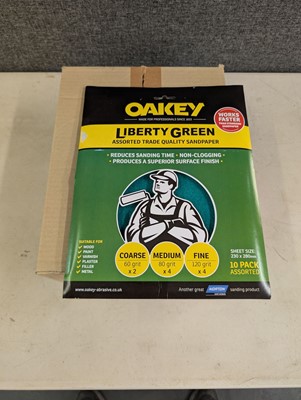 OAKEY
MADE FOR PROFESSIONALS SINCE 1833
WORKS
FASTER
LIBERTY GREEN
ASSORTED TRADE QUALITY SANDPAPER
• REDUCES SANDING TIME • NON-CLOGGING •
• PRODUCES A SUPERIOR SURFACE FINISH •
SUITABLE FOR
WOOD
PAINT
VARNISH
PLASTER
FILLER
METAL
COARSE
60 grit
x 2
MEDIUM
80 grit
x 4
FINE
120 grit
x 4
SHEET SIZE:
230 x 280mm
10 PACK
ASSORTED
www.oakey-abrasive.co.uk
Another great
NORTON
sanding product